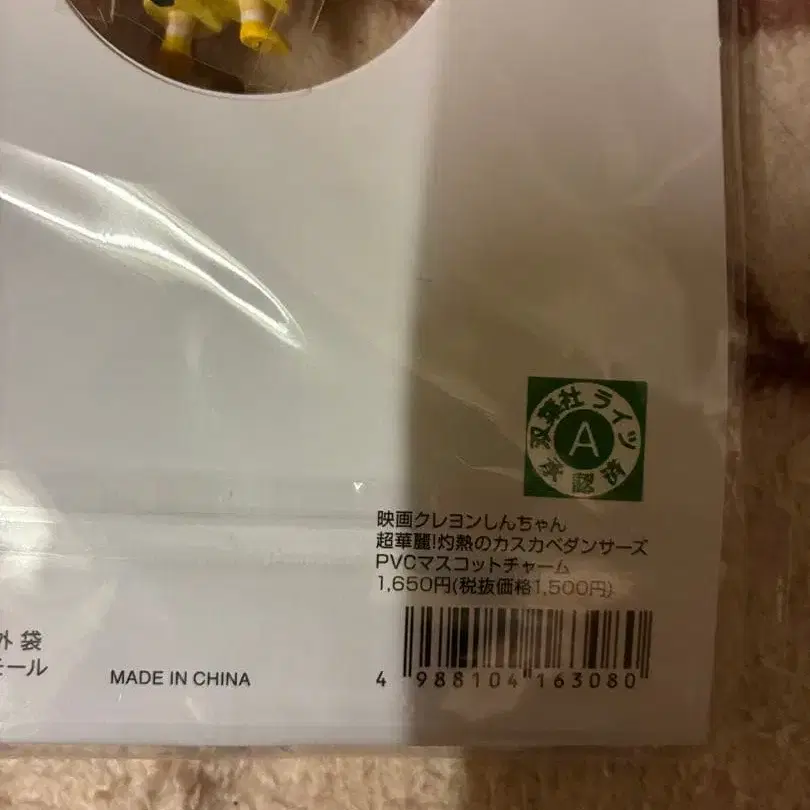 双葉社 ライツ
A
承認済
映画クレヨンしんちゃん
超華麗!灼熱のカスカベダンサーズ
PVCマスコットチャーム
1,650円(税抜価格1,500円)
4 988104 163080
外 袋
モール
MADE IN CHINA